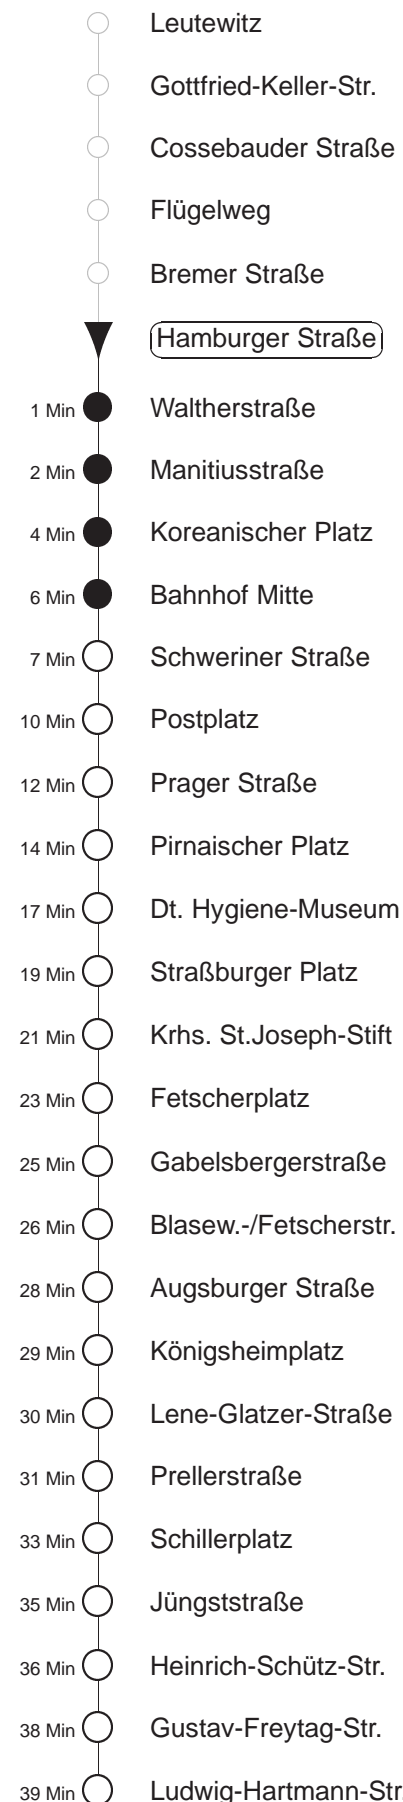 Leutewitz
Gottfried-Keller-Str.
Cossebauder Straße
Flügelweg
Bremer Straße
Hamburger Straße
1 Min Waltherstraße
2 Min Manitiusstraße
4 Min Koreanischer Platz
6 Min Bahnhof Mitte
7 Min Schweriner Straße
10 Min Postplatz
12 Min Prager Straße
14 Min Pirnaischer Platz
17 Min Dt. Hygiene-Museum
19 Min Straßburger Platz
21 Min Krhs. St.Joseph-Stift
23 Min Fetscherplatz
25 Min Gabelsbergerstraße
26 Min Blasew.-/Fetscherstr.
28 Min Augsburger Straße
29 Min Königsheimplatz
30 Min Lene-Glatzer-Straße
31 Min Prellerstraße
33 Min Schillerplatz
35 Min Jüngststraße
36 Min Heinrich-Schütz-Str.
38 Min Gustav-Freytag-Str.
39 Min Ludwig-Hartmann-Str.